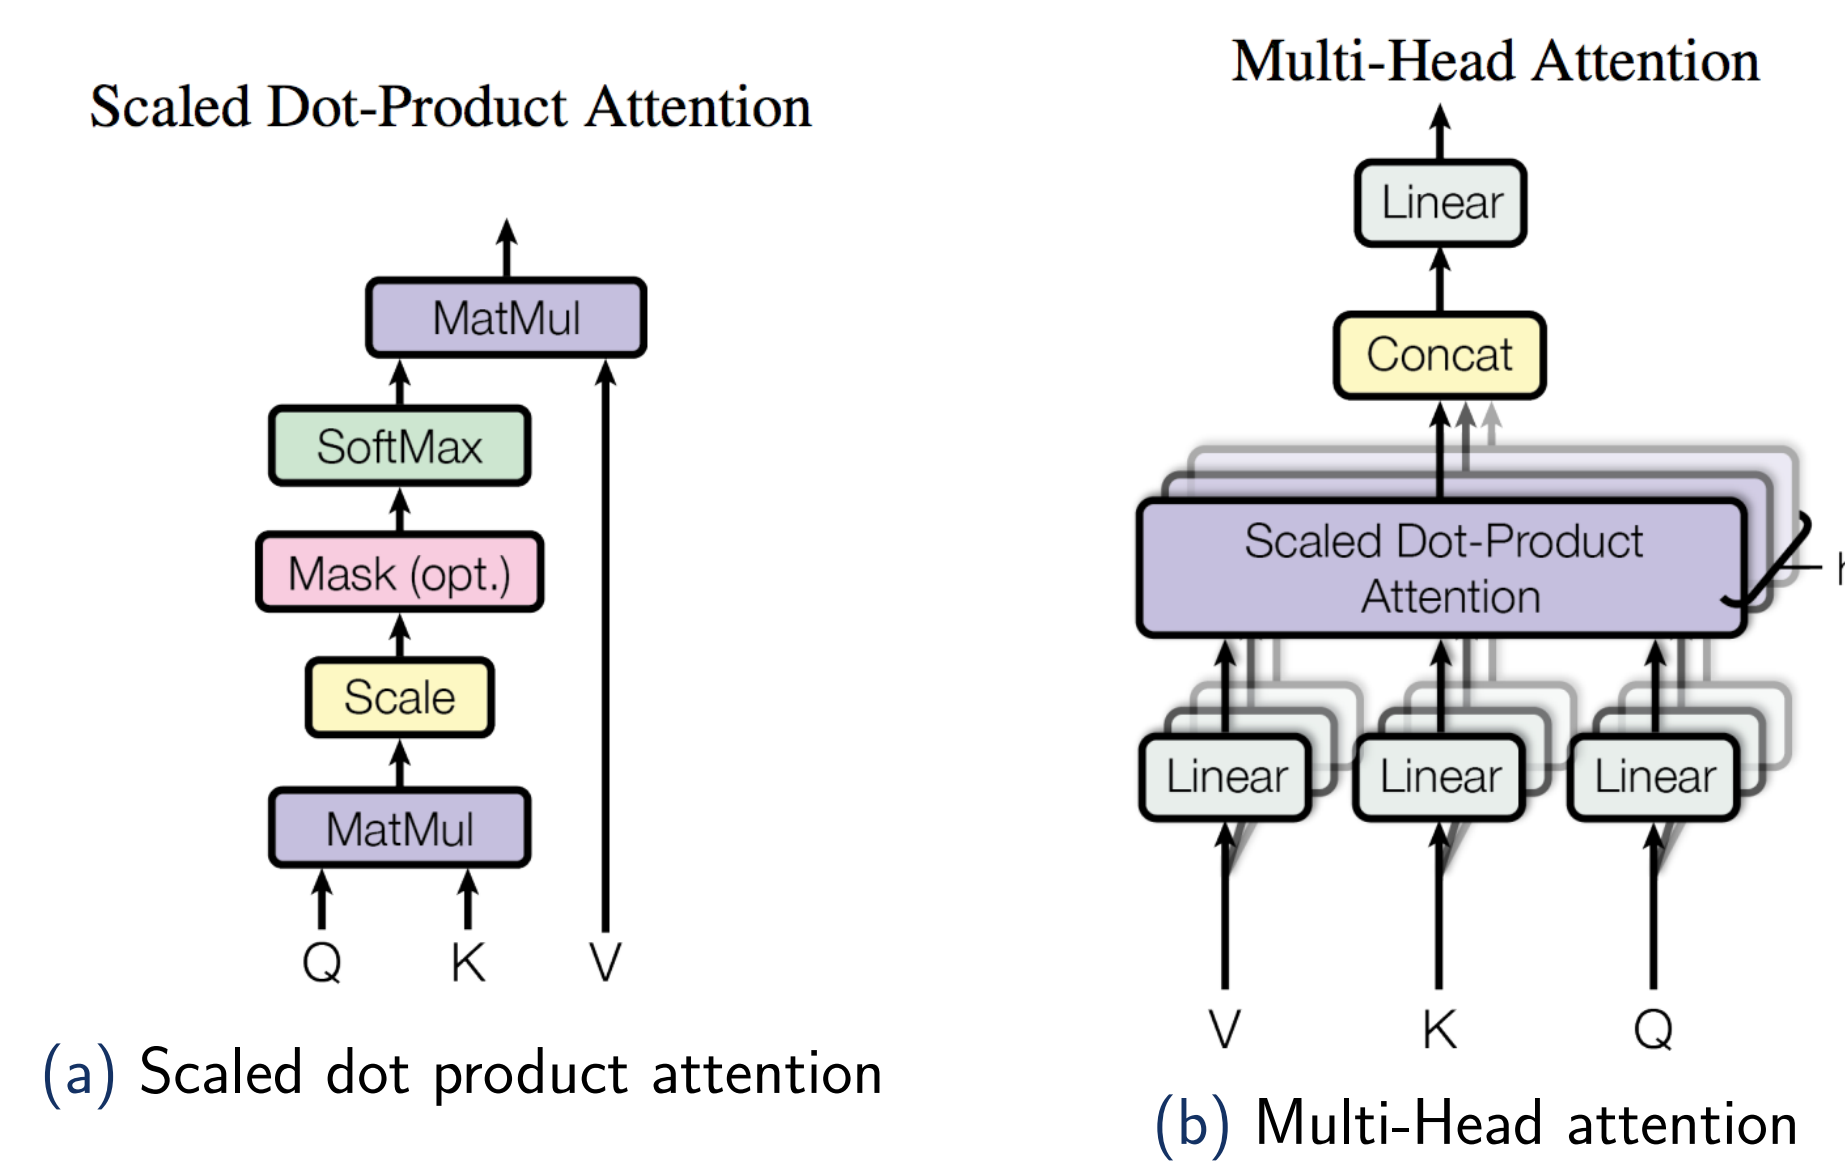 Scaled Dot-Product Attention
MatMul
SoftMax
Mask (opt.)
Scale
MatMul
Q K V
(a) Scaled dot product attention
Multi-Head Attention
Linear
Concat
Scaled Dot-Product
Attention
Linear Linear Linear
V K Q
(b) Multi-Head attention